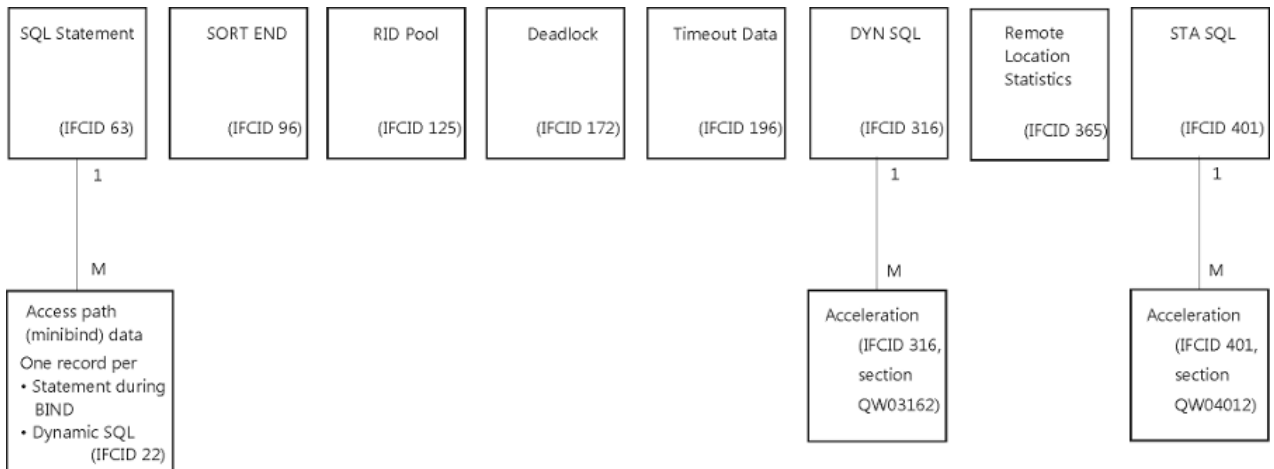 SQL Statement
(IFCID 63)
SORT END
(IFCID 96)
RID Pool
(IFCID 125)
Deadlock
(IFCID 172)
Timeout Data
(IFCID 196)
DYN SQL
(IFCID 316)
Remote
Location
Statistics
(IFCID 365)
STA SQL
(IFCID 401)
1
1
1
M
M
M
Access path
(minibind) data
One record per
• Statement during
BIND
• Dynamic SQL
(IFCID 22)
Acceleration
(IFCID 316,
section
QW03162)
Acceleration
(IFCID 401,
section
QW04012)